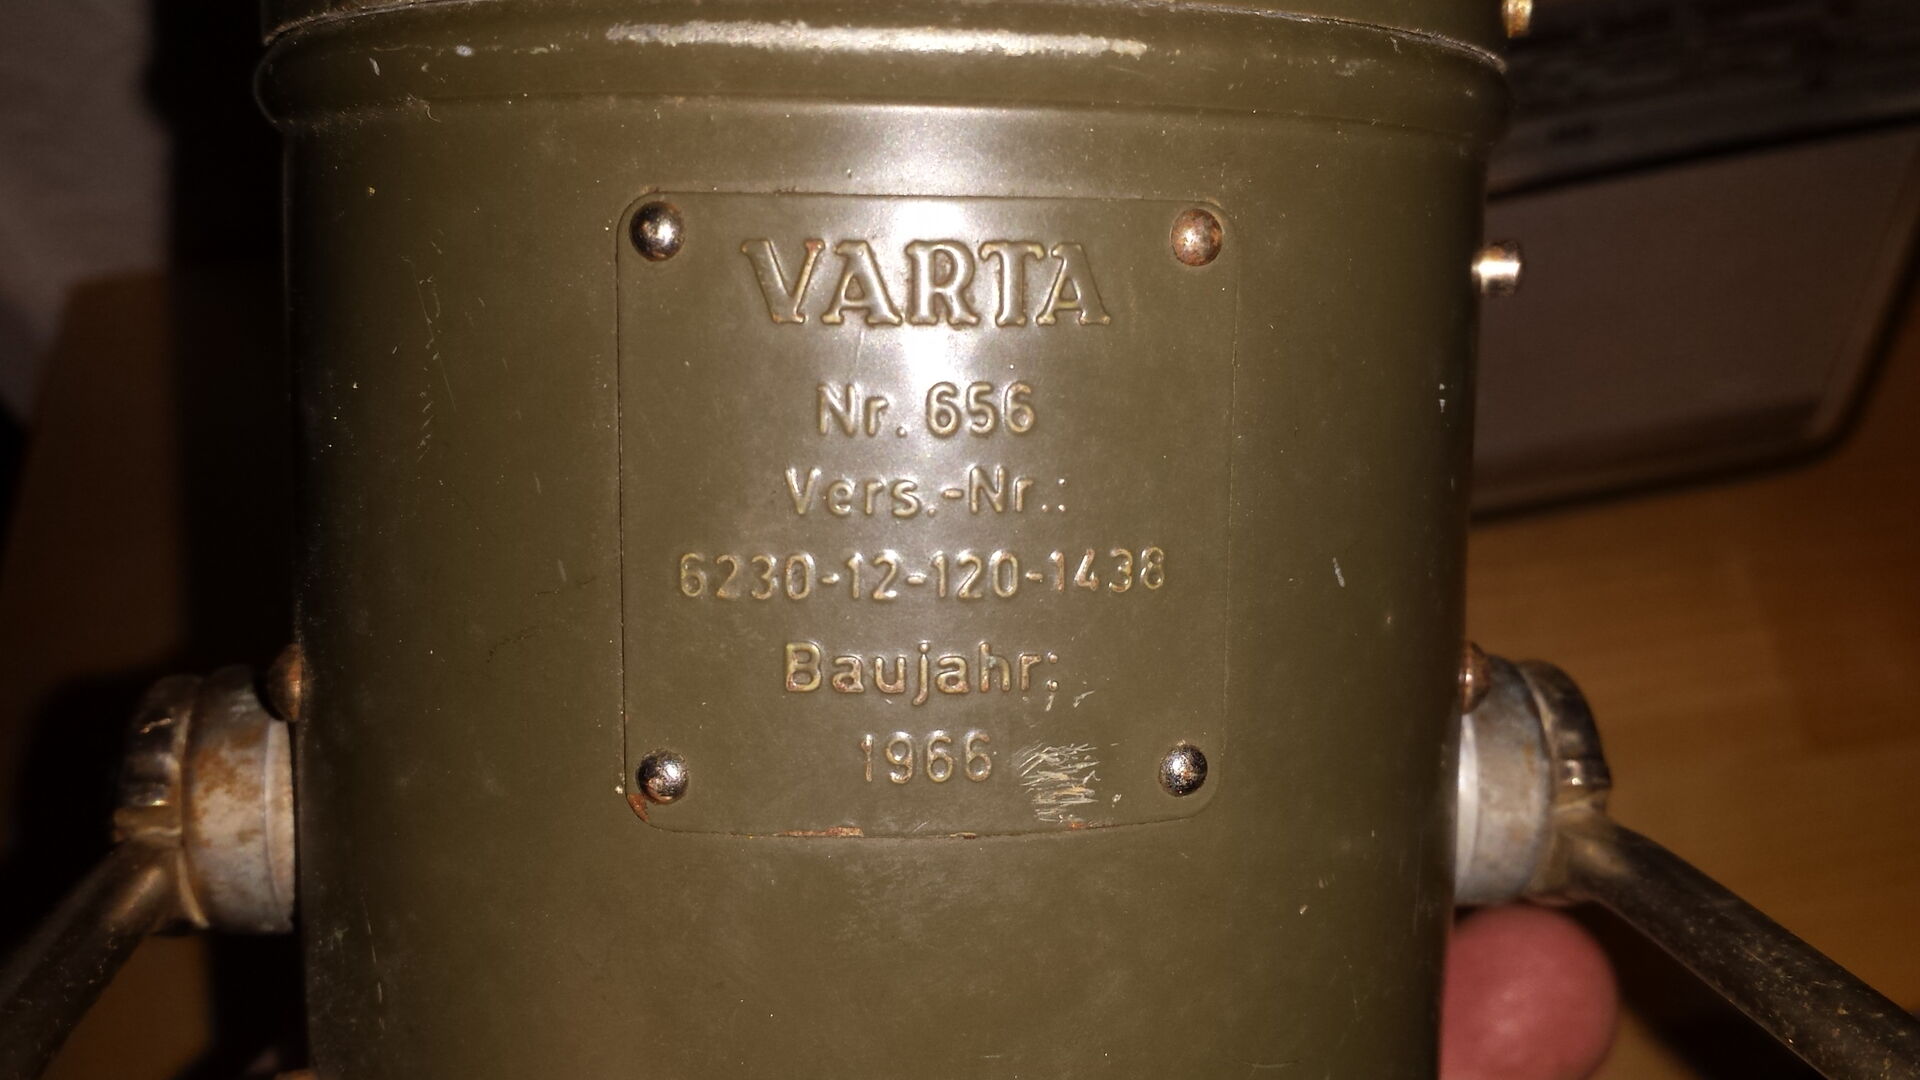 VARTA
Nr. 656
Vers.-Nr.:
6230-12-120-1438
Baujahr:
1966